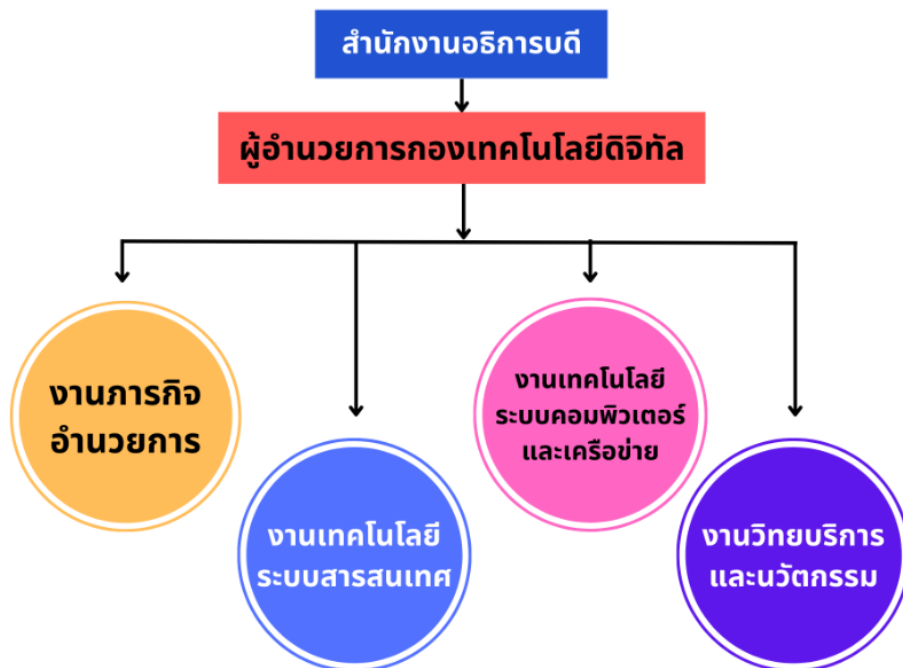 สำนักงานอธิการบดี
ผู้อำนวยการกองเทคโนโลยีดิจิทัล
งานภารกิจ
อำนวยการ
งานเทคโนโลยี
ระบบสารสนเทศ
งานเทคโนโลยี
ระบบคอมพิวเตอร์
และเครือข่าย
งานวิทยบริการ
และนวัตกรรม